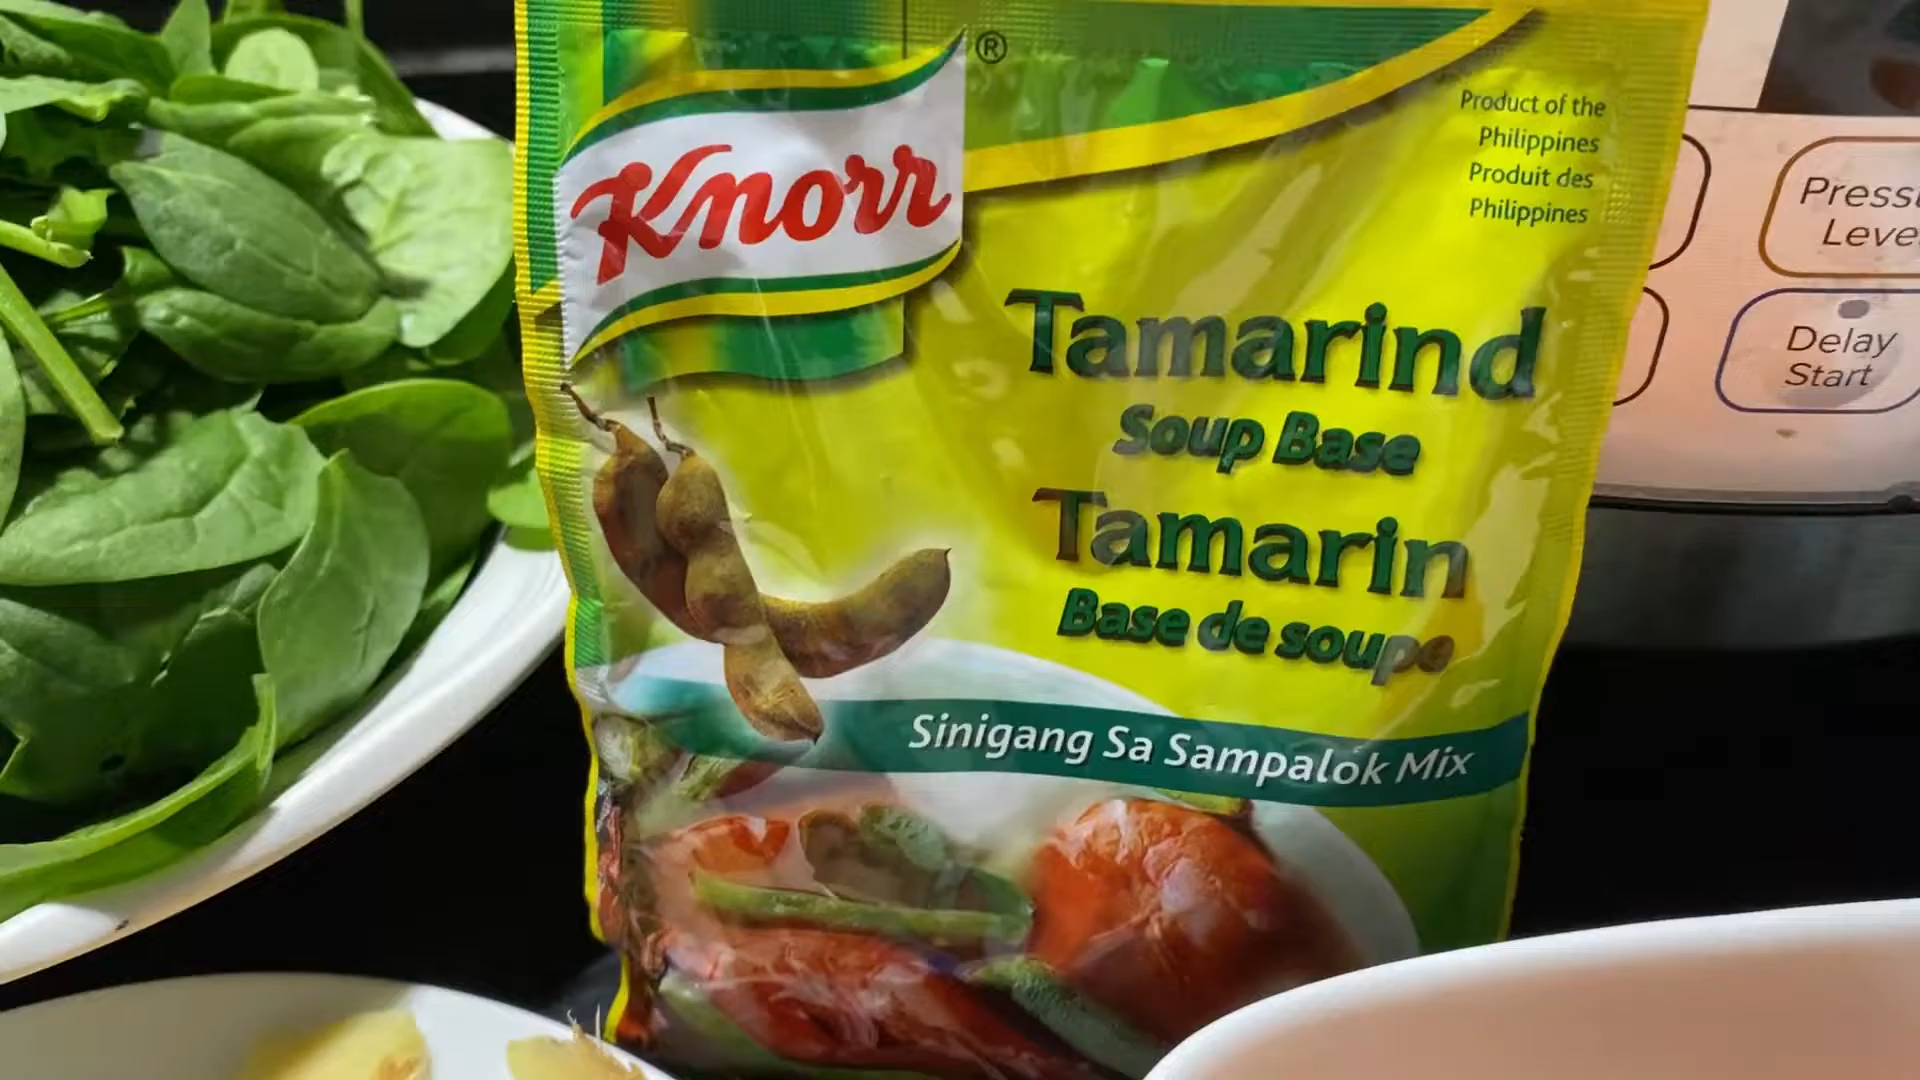 Knorr
®
Product of the
Philippines
Produit des
Philippines
Tamarind
Soup Base
Tamarin
Base de soupe
Sinigang Sa Sampalok Mix
Delay
Start